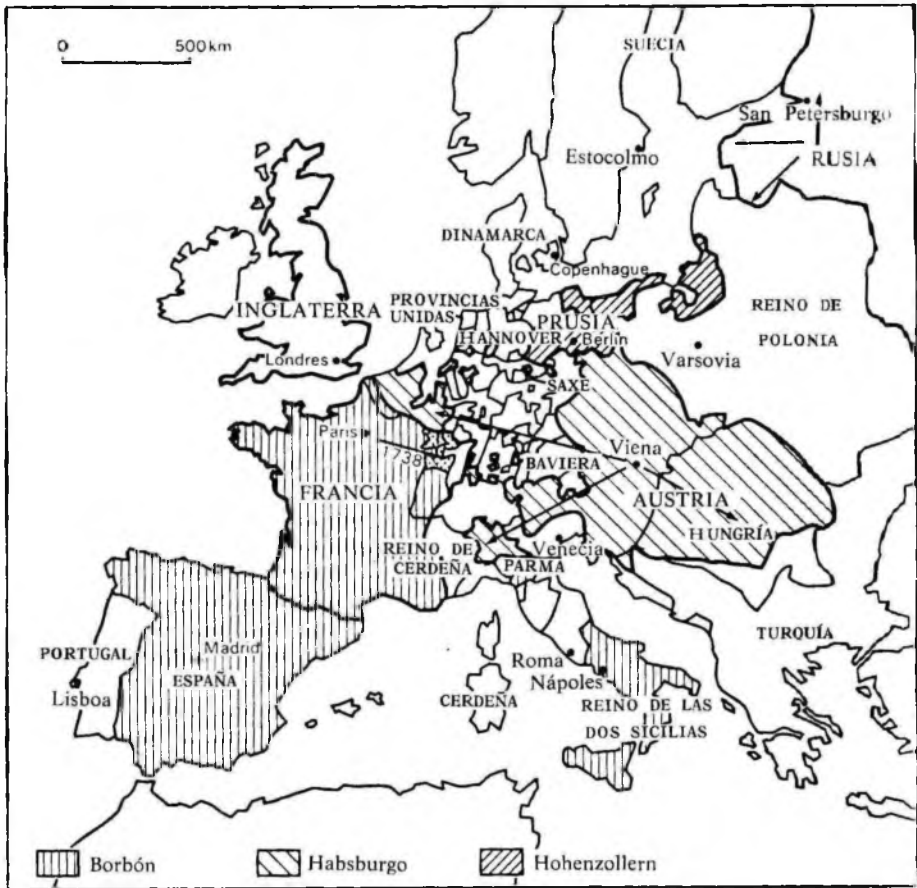 0 500km
SUECIA
San Petersburgo
Estocolmo
RUSIA
DINAMARCA
Copenhague
INGLATERRA
PROVINCIAS
UNIDAS
HANNOVER
PRUSIA
Berlín
REINO DE
POLONIA
Londres
Varsovia
SAXE
París
1738
Viena
BAVIERA
FRANCIA
AUSTRIA
HUNGRÍA
REINO DE
CERDEÑA
Venecia
PARMA
Madrid
PORTUGAL
ESPAÑA
Lisboa
Roma
Nápoles
CERDEÑA
TURQUÍA
REINO DE LAS
DOS SICILIAS
Borbón
Habsburgo
Hohenzollern